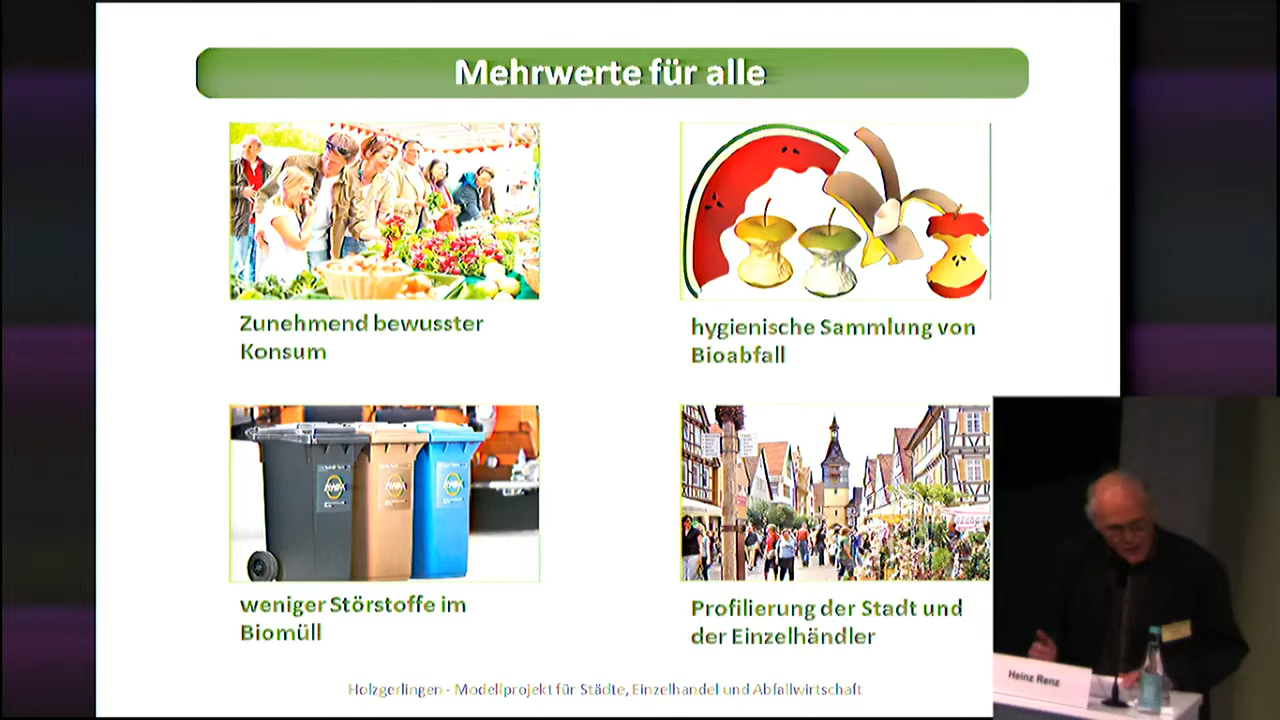 Mehrwerte für alle
Zunehmend bewusster
Konsum
hygienische Sammlung von
Bioabfall
weniger Störstoffe im
Biomüll
Profilierung der Stadt und
der Einzelhändler
Holzgerlingen - Modellprojekt für Städte, Einzelhandel und Abfallwirtschaft
Heinz Renz